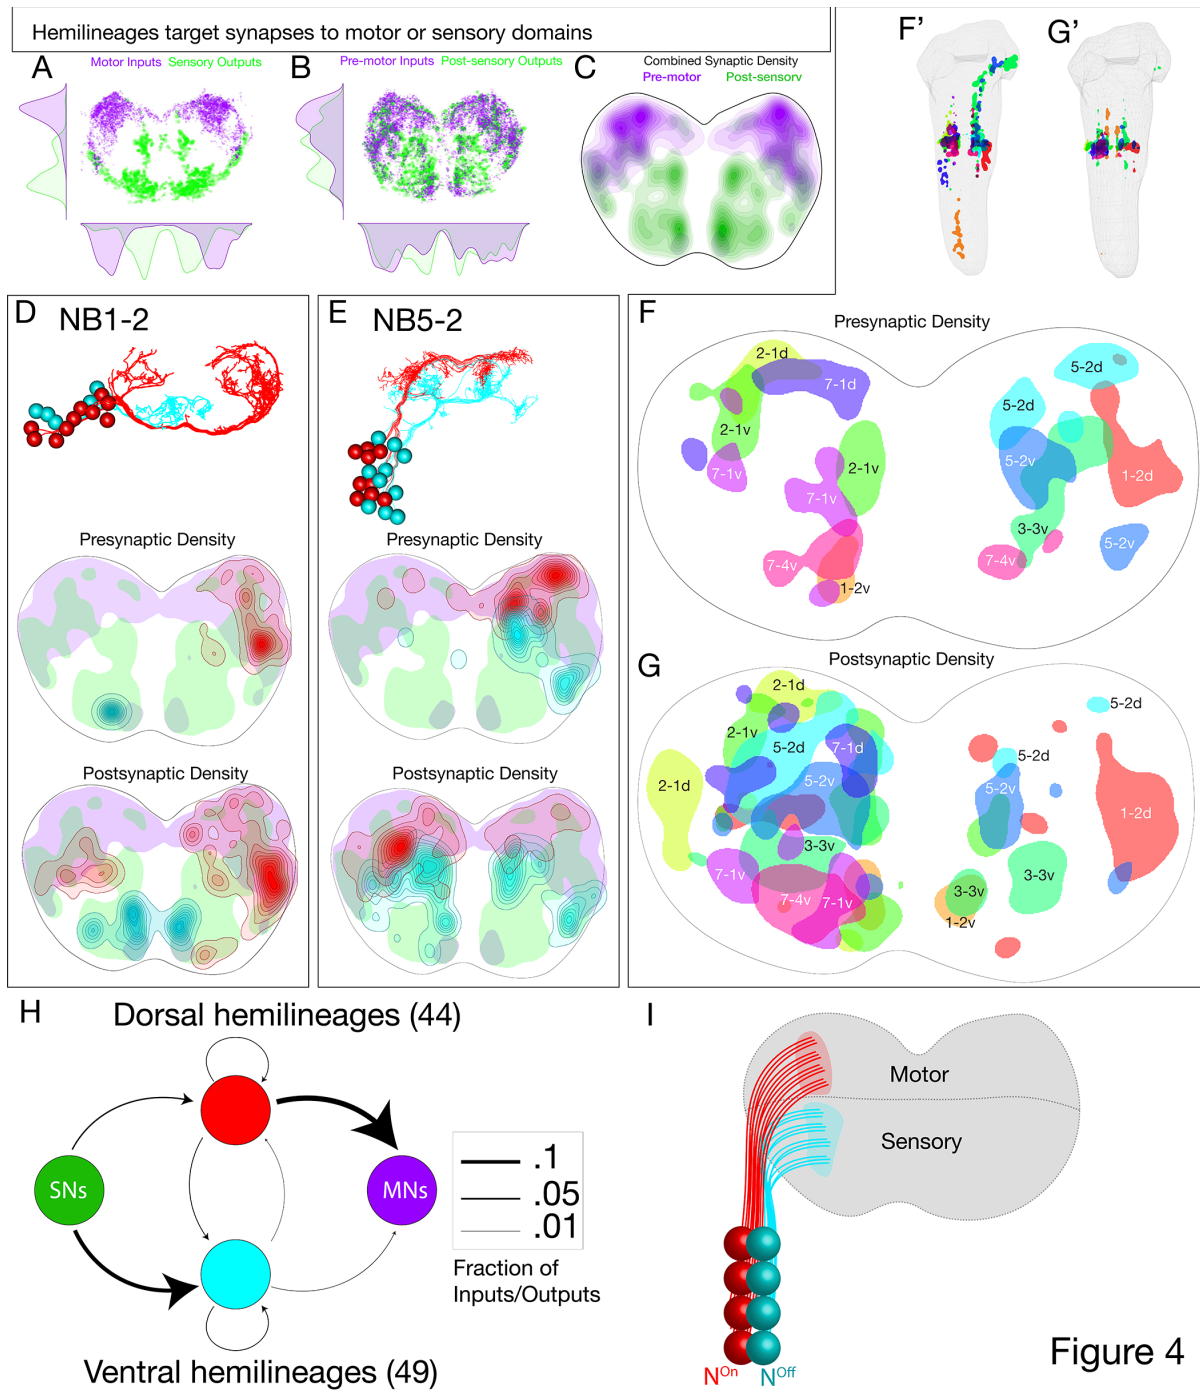 Hemilineages target synapses to motor or sensory domains
A
Motor Inputs Sensory Outputs
B
Pre-motor Inputs Post-sensory Outputs
C
Combined Synaptic Density
Pre-motor Post-sensory
F’
G’
D
NB1-2
Presynaptic Density
Postsynaptic Density
E
NB5-2
Presynaptic Density
Postsynaptic Density
F
Presynaptic Density
2-1d
7-1d
2-1v
7-1v
2-1v
7-1v
7-4v
1-2v
5-2d
5-2d
5-2v
1-2d
3-3v
5-2v
7-4v
G
Postsynaptic Density
2-1d
2-1v
5-2d
7-1d
2-1d
5-2v
3-3v
7-1v
7-4v
7-1v
5-2d
5-2d
5-2v
1-2d
3-3v
3-3v
1-2v
H
Dorsal hemilineages (44)
SNs
MNs
.1
.05
.01
Fraction of
Inputs/Outputs
Ventral hemilineages (49)
I
Motor
Sensory
NOn NOff
Figure 4